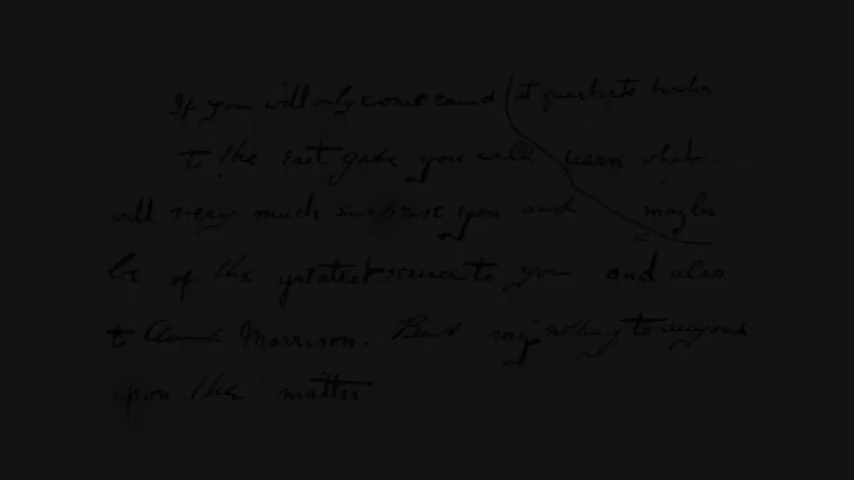 If you will only come round at quarter to twelve
to the east gate you will learn what
will very much surprise you and maybe
be of the greatest service to you and also
to Annie Morrison. But say nothing to anyone
upon the matter